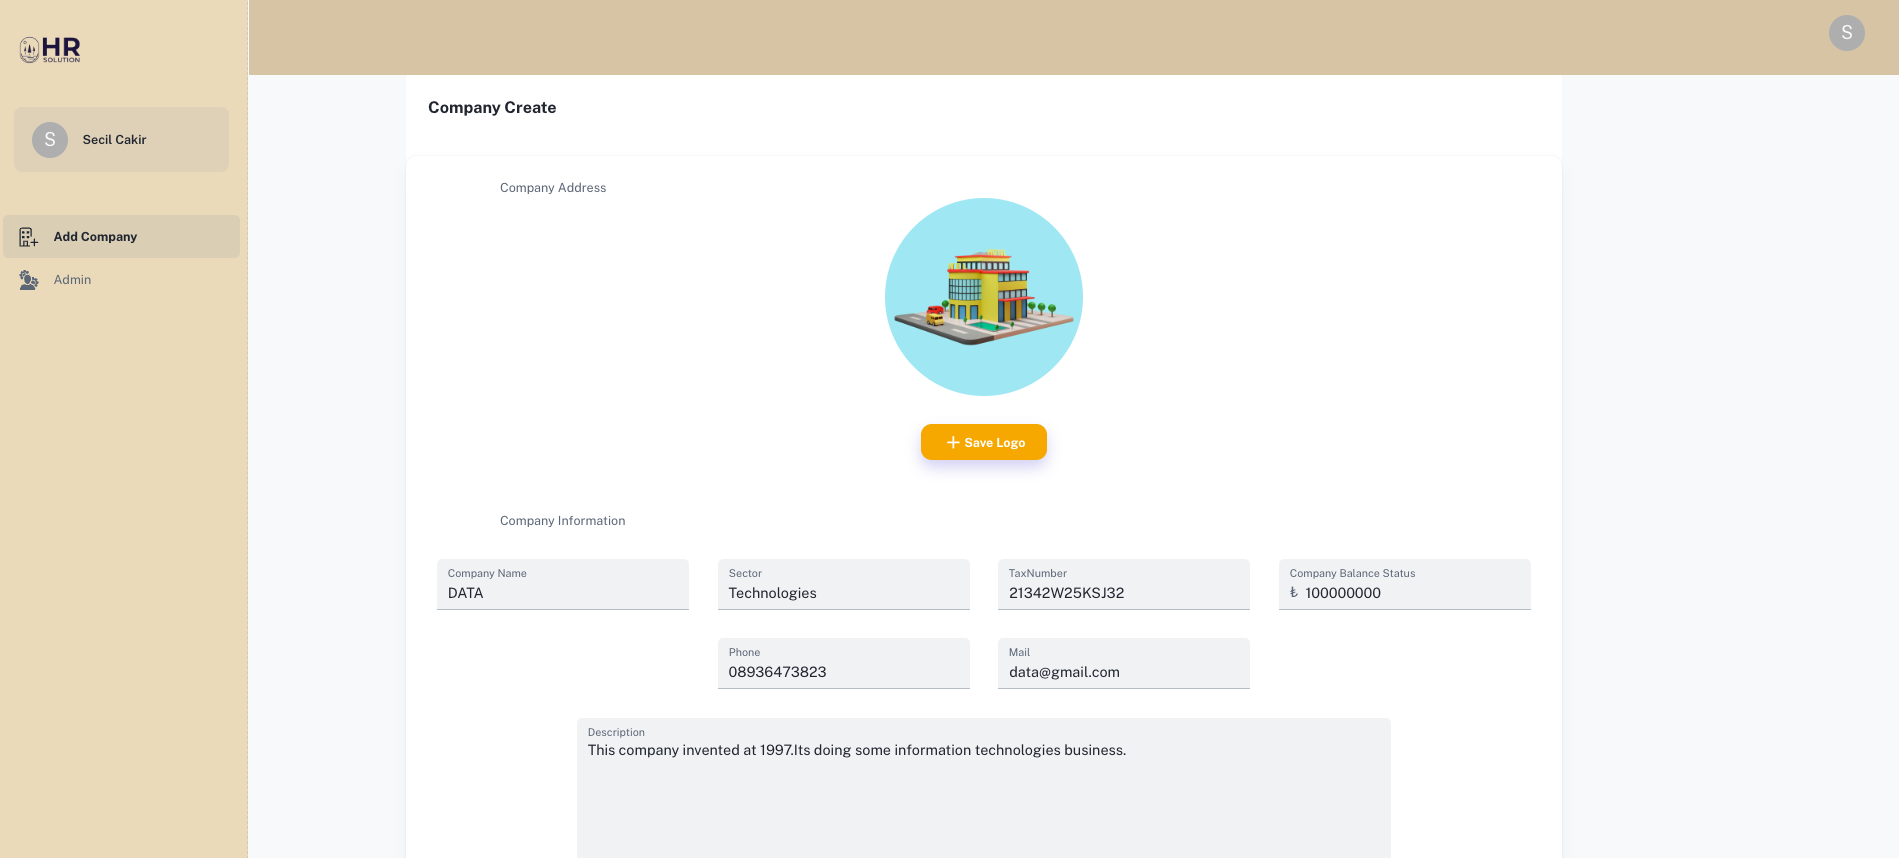 HR
SOLUTION
S
S
Secil Cakir
Add Company
Admin
Company Create
Company Address
Save Logo
Company Information
Company Name
DATA
Sector
Technologies
TaxNumber
21342W25KSJ32
Company Balance Status
₺ 100000000
Phone
08936473823
Mail
data@gmail.com
Description
This company invented at 1997.Its doing some information technologies business.